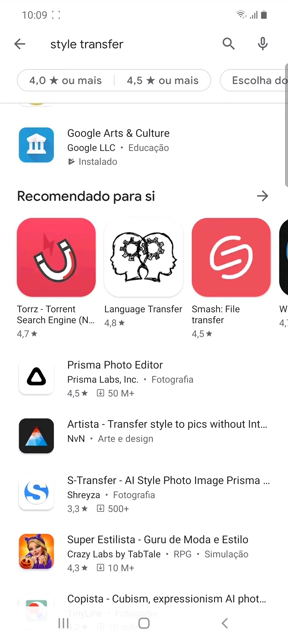 10:09
style transfer
4,0 ★ ou mais
4,5 ★ ou mais
Escolha do
Google Arts & Culture
Google LLC • Educação
Instalado
Recomendado para si
Torrz - Torrent
Search Engine (N...
4,7 ★
Language Transfer
4,8 ★
Smash: File
transfer
4,5 ★
W
4,
Prisma Photo Editor
Prisma Labs, Inc. • Fotografia
4,5 ★ 50 M+
Artista - Transfer style to pics without Int...
NvN • Arte e design
S-Transfer - AI Style Photo Image Prisma ...
Shreyza • Fotografia
3,3 ★ 500+
Super Estilista - Guru de Moda e Estilo
Crazy Labs by TabTale • RPG • Simulação
4,3 ★ 10 M+
Copista - Cubism, expressionism AI phot...